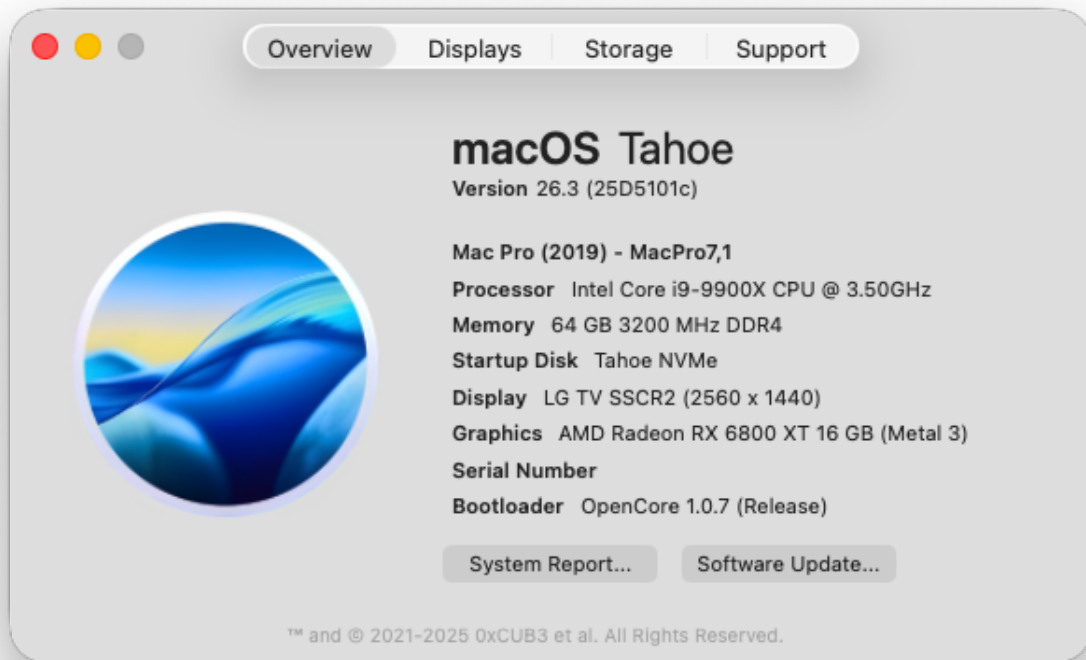 Overview Displays Storage Support
macOS Tahoe
Version 26.3 (25D5101c)
Mac Pro (2019) - MacPro7,1
Processor Intel Core i9-9900X CPU @ 3.50GHz
Memory 64 GB 3200 MHz DDR4
Startup Disk Tahoe NVMe
Display LG TV SSCR2 (2560 x 1440)
Graphics AMD Radeon RX 6800 XT 16 GB (Metal 3)
Serial Number
Bootloader OpenCore 1.0.7 (Release)
System Report... Software Update...
™ and © 2021-2025 0xCUB3 et al. All Rights Reserved.